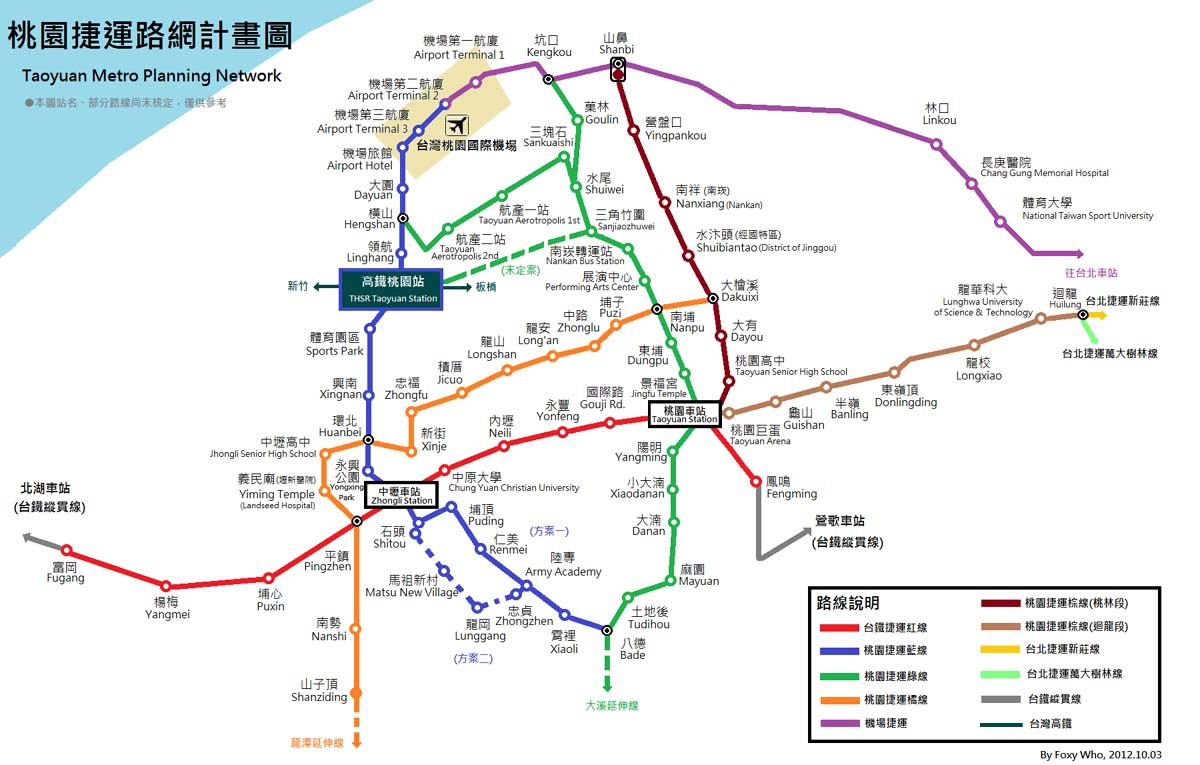 桃園捷運路網計畫圖
Taoyuan Metro Planning Network
●本圖站名、部分路線尚未核定，僅供參考
機場第一航廈
Airport Terminal 1
坑口
Kengkou
山鼻
Shanbi
機場第二航廈
Airport Terminal 2
機場第三航廈
Airport Terminal 3
台灣桃園國際機場
機場旅館
Airport Hotel
大園
Dayuan
橫山
Hengshan
領航
Linghang
菓林
Goulin
三塊石
Sankuaishi
水尾
Shuiwei
航產一站
Taoyuan Aerotropolis 1st
航產二站
Taoyuan
Aerotropolis 2nd
三角竹圍
Sanjiaozhuwei
營盤口
Yingpankou
南祥 (南崁)
Nanxiang (Nankan)
水汴頭 (經國特區)
Shuibiantao (District of Jinggou)
林口
Linkou
長庚醫院
Chang Gung Memorial Hospital
體育大學
National Taiwan Sport University
往台北車站
新竹
高鐵桃園站
THSR Taoyuan Station
板橋
(未定案)
南崁轉運站
Nankan Bus Station
展演中心
Performing Arts Center
大檜溪
Dakuixi
埔子
Puzi
中路
Zhonglu
龍安
Long'an
龍山
Longshan
積厝
Jicuo
忠福
Zhongfu
南埔
Nanpu
東埔
Dungpu
大有
Dayou
桃園高中
Taoyuan Senior High School
景福宮
Jingfu Temple
龍華科大
Lunghwa University
of Science & Technology
迴龍
Huilung
台北捷運新莊線
台北捷運萬大樹林線
龍校
Longxiao
東嶺頂
Donlingding
半嶺
Banling
龜山
Guishan
桃園巨蛋
Taoyuan Arena
桃園車站
Taoyuan Station
體育園區
Sports Park
興南
Xingnan
環北
Huanbei
新街
Xinje
中壢高中
Jhongli Senior High School
義民廟 (壢新醫院)
Yiming Temple
(Landseed Hospital)
永興
公園
Yongxing
Park
中壢車站
Zhongli Station
中原大學
Chung Yuan Christian University
內壢
Neili
永豐
Yonfeng
國際路
Gouji Rd.
陽明
Yangming
小大湳
Xiaodanan
大湳
Danan
麻園
Mayuan
土地後
Tudihou
八德
Bade
大溪延伸線
鳳鳴
Fengming
鶯歌車站
(台鐵縱貫線)
北湖車站
(台鐵縱貫線)
富岡
Fugang
楊梅
Yangmei
埔心
Puxin
平鎮
Pingzhen
南勢
Nanshi
山子頂
Shanziding
龍潭延伸線
石頭
Shitou
埔頂
Puding
(方案一)
仁美
Renmei
陸專
Army Academy
馬祖新村
Matsu New Village
龍岡
Lunggang
(方案二)
忠貞
Zhongzhen
霄裡
Xiaoli
路線說明
台鐵捷運紅線
桃園捷運藍線
桃園捷運綠線
桃園捷運橘線
機場捷運
桃園捷運棕線(桃林段)
桃園捷運棕線(迴龍段)
台北捷運新莊線
台北捷運萬大樹林線
台鐵縱貫線
台灣高鐵
By Foxy Who, 2012.10.03